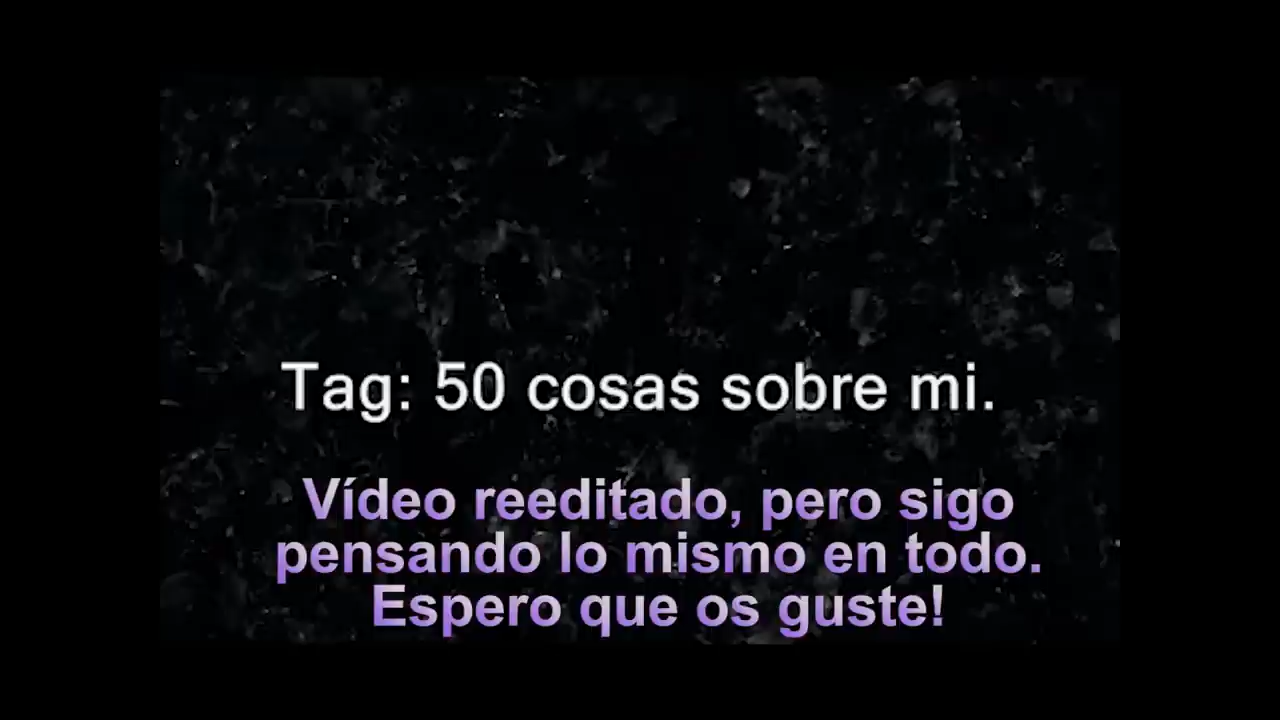 Tag: 50 cosas sobre mi.
Vídeo reeditado, pero sigo
pensando lo mismo en todo.
Espero que os guste!